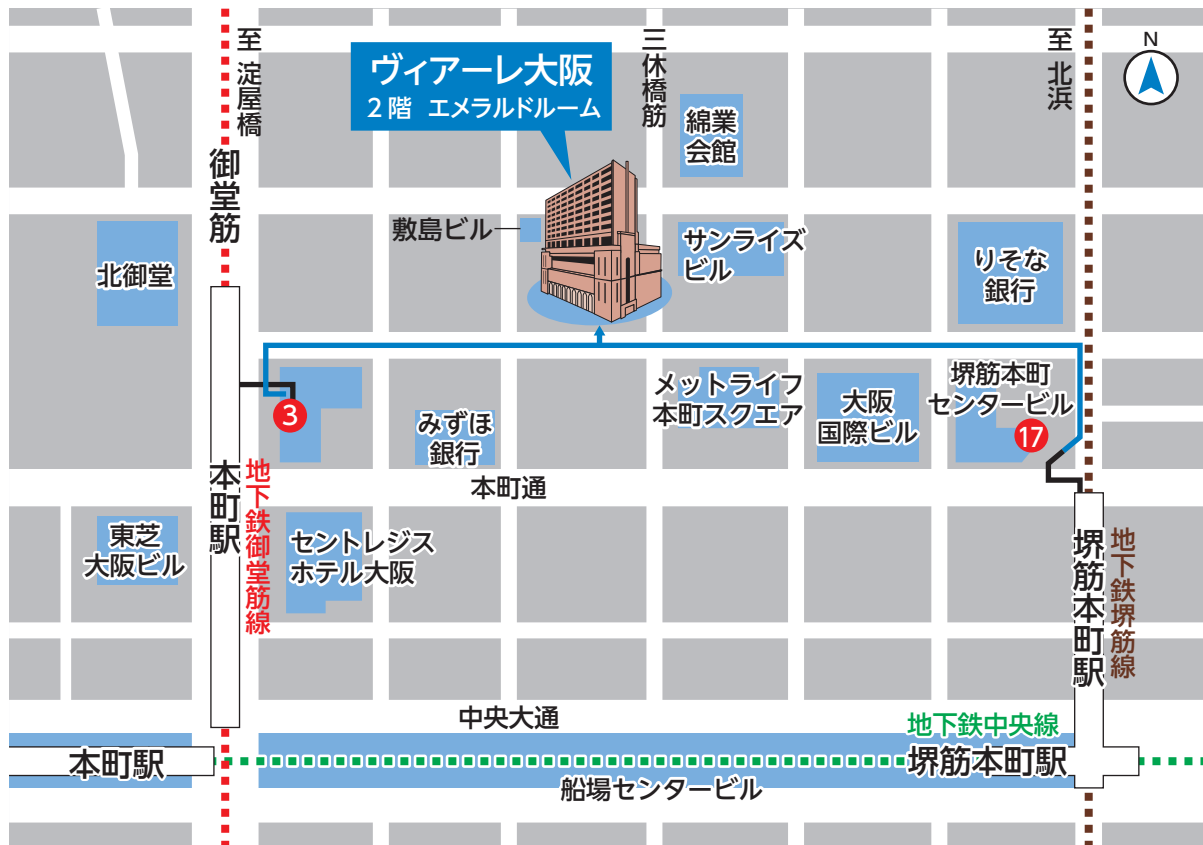 至 淀屋橋
三休橋筋
至 北浜
N
ヴィアーレ大阪
2階 エメラルドルーム
綿業
会館
御堂筋
敷島ビル
サンライズ
ビル
北御堂
りそな
銀行
3
メットライフ
本町スクエア
大阪
国際ビル
堺筋本町
センタービル
17
みずほ
銀行
本町通
本町駅
地下鉄御堂筋線
東芝
大阪ビル
セントレジス
ホテル大阪
堺筋本町駅
地下鉄堺筋線
中央大通
地下鉄中央線
本町駅
堺筋本町駅
船場センタービル